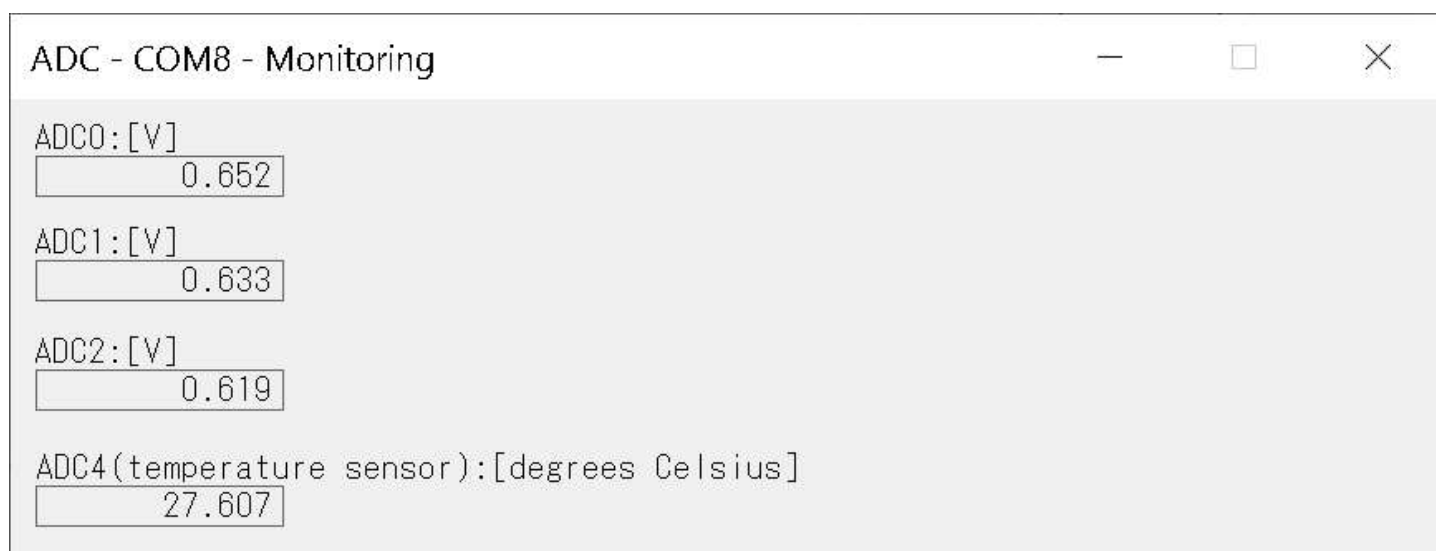 ADC - COM8 - Monitoring
ADC0:[V]
0.652
ADC1:[V]
0.633
ADC2:[V]
0.619
ADC4(temperature sensor):[degrees Celsius]
27.607